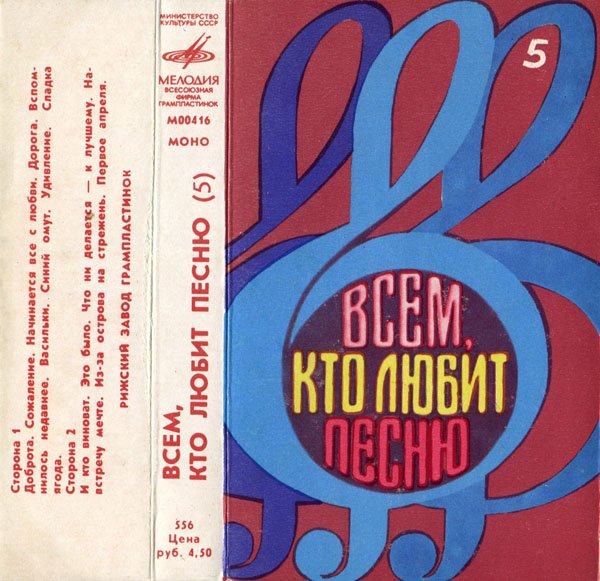 Сторона 1
Доброта. Сожаление. Начинается все с любви. Дорога. Вспом-
нилось недавнее. Васильки. Синий омут. Удивление. Сладка
ягода.
Сторона 2
И кто виноват. Это было. Что ни делается — к лучшему. На-
встречу мечте. Из-за острова на стрежень. Первое апреля.
РИЖСКИЙ ЗАВОД ГРАМПЛАСТИНОК
МИНИСТЕРСТВО
КУЛЬТУРЫ СССР
МЕЛОДИЯ
ВСЕСОЮЗНАЯ
ФИРМА
ГРАМПЛАСТИНОК
М00416
МОНО
ВСЕМ,
КТО ЛЮБИТ ПЕСНЮ (5)
556
Цена
руб. 4,50
5
ВСЕМ,
КТО ЛЮБИТ
ПЕСНЮ